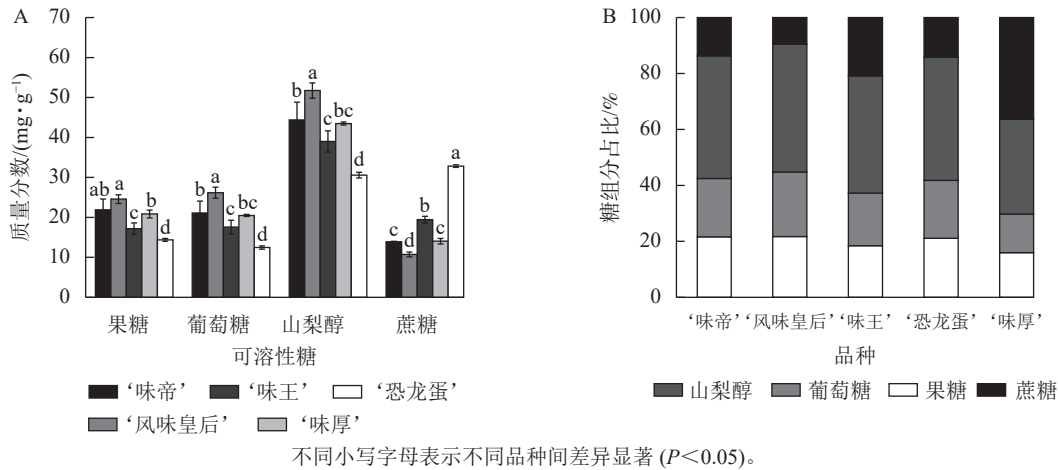 A
质量分数/(mg•g⁻¹)
70
60
50
40
30
20
10
0
ab a c b d
b a c bc d
b a c bc d
c d b c a
果糖 葡萄糖 山梨醇 蔗糖
可溶性糖
‘味帝’ ‘味王’ ‘恐龙蛋’
‘风味皇后’ ‘味厚’
B
糖组分占比/%
100
80
60
40
20
0
‘味帝’ ‘风味皇后’ ‘味王’ ‘恐龙蛋’ ‘味厚’
品种
山梨醇 葡萄糖 果糖 蔗糖
不同小写字母表示不同品种间差异显著 (P＜0.05)。